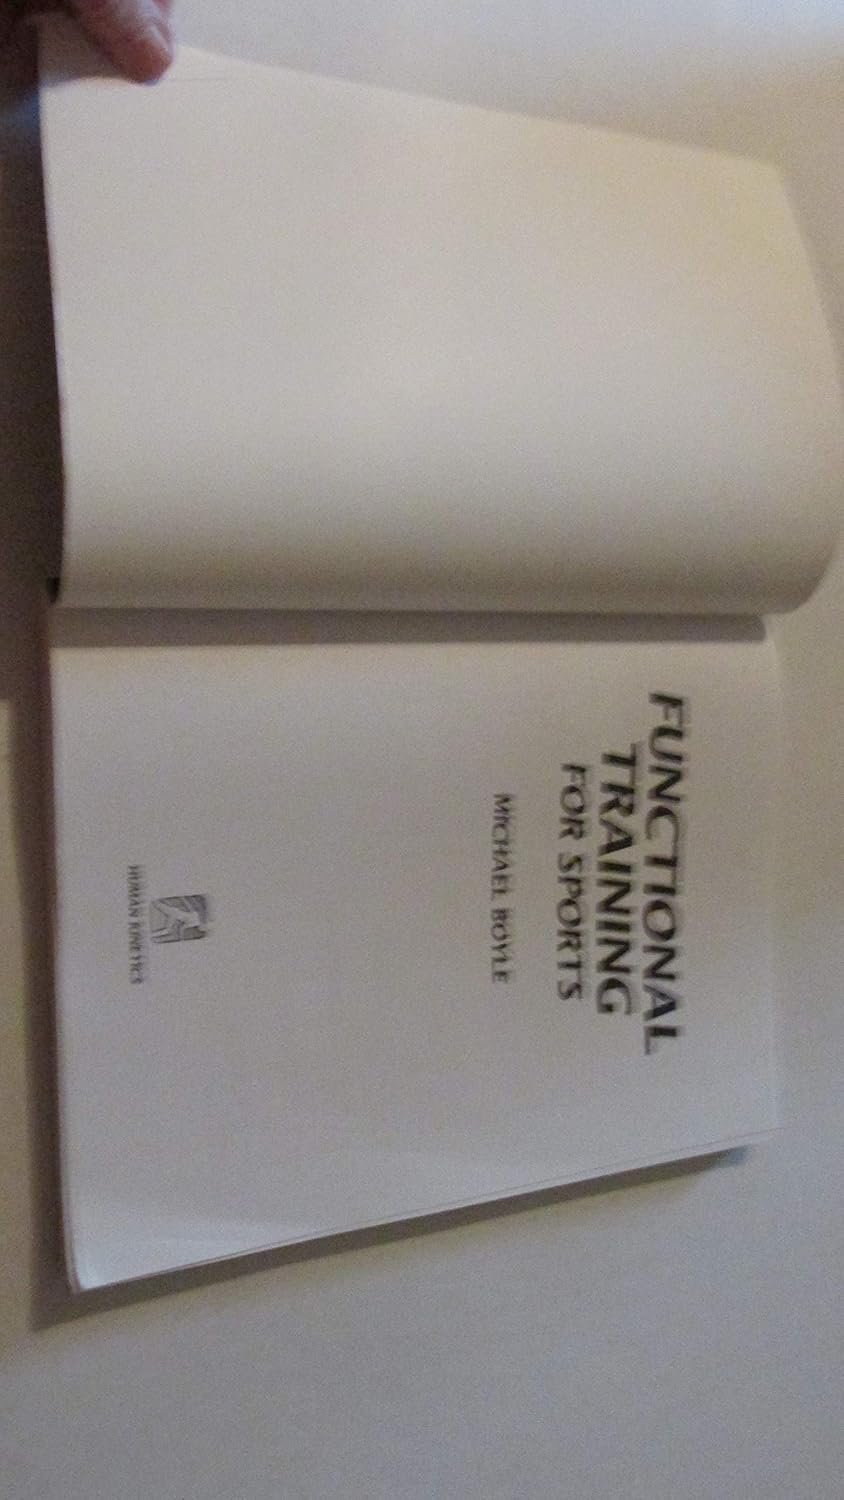 FUNCTIONAL
TRAINING
FOR SPORTS
MICHAEL BOYLE
HUMAN KINETICS